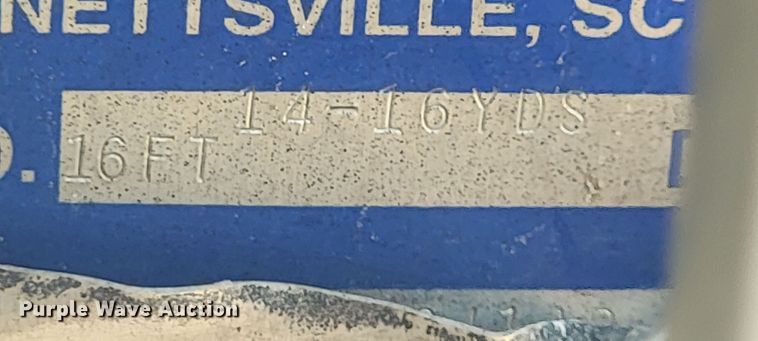 NETTSVILLE, SC
14-16YDS
. 16FT
Purple Wave Auction